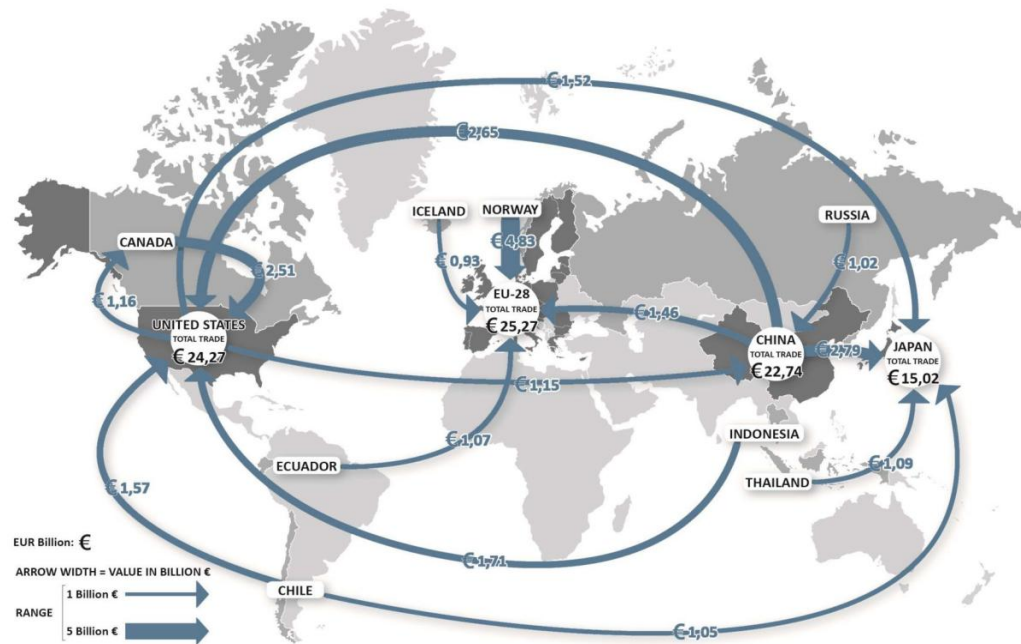 € 1,52
€ 2,65
ICELAND
NORWAY
RUSSIA
CANADA
€ 2,51
€ 0,93
€ 4,83
€ 1,02
€ 1,16
EU-28
TOTAL TRADE
€ 25,27
€ 1,46
UNITED STATES
TOTAL TRADE
€ 24,27
CHINA
TOTAL TRADE
€ 22,74
€ 2,79
JAPAN
TOTAL TRADE
€ 15,02
€ 1,15
€ 1,07
INDONESIA
ECUADOR
THAILAND
€ 1,09
€ 1,57
€ 1,71
EUR Billion: €
ARROW WIDTH = VALUE IN BILLION €
RANGE
1 Billion €
5 Billion €
CHILE
€ 1,05